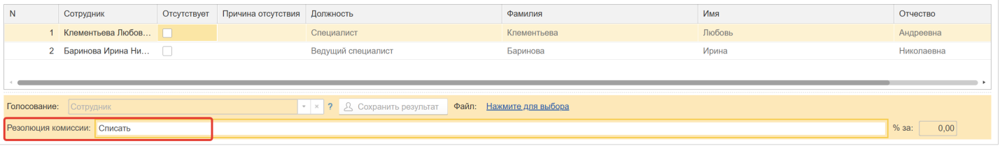 N Сотрудник Отсутствует Причина отсутствия Должность Фамилия Имя Отчество
1 Клементьева Любов... Специалист Клементьева Любовь Андреевна
2 Баринова Ирина Ни... Ведущий специалист Баринова Ирина Николаевна
Голосование: Сотрудник ? Сохранить результат Файл: Нажмите для выбора
Резолюция комиссии: Списать % за: 0,00